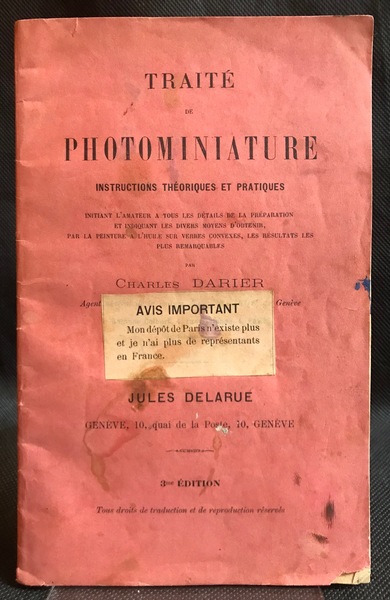 TRAITÉ
DE
PHOTOMINIATURE
INSTRUCTIONS THÉORIQUES ET PRATIQUES
INITIANT L'AMATEUR A TOUS LES DÉTAILS DE LA PRÉPARATION
ET INDIQUANT LES DIVERS MOYENS D'OBTENIR,
PAR LA PEINTURE A L'HUILE SUR VERRES CONVEXES, LES RÉSULTATS LES
PLUS REMARQUABLES
PAR
CHARLES DARIER
Agent Genève
AVIS IMPORTANT
Mon dépôt de Paris n'existe plus
et je n'ai plus de représentants
en France.
JULES DELARUE
GENÈVE, 10, quai de la Poste, 10, GENÈVE
3me ÉDITION
Tous droits de traduction et de reproduction réservés